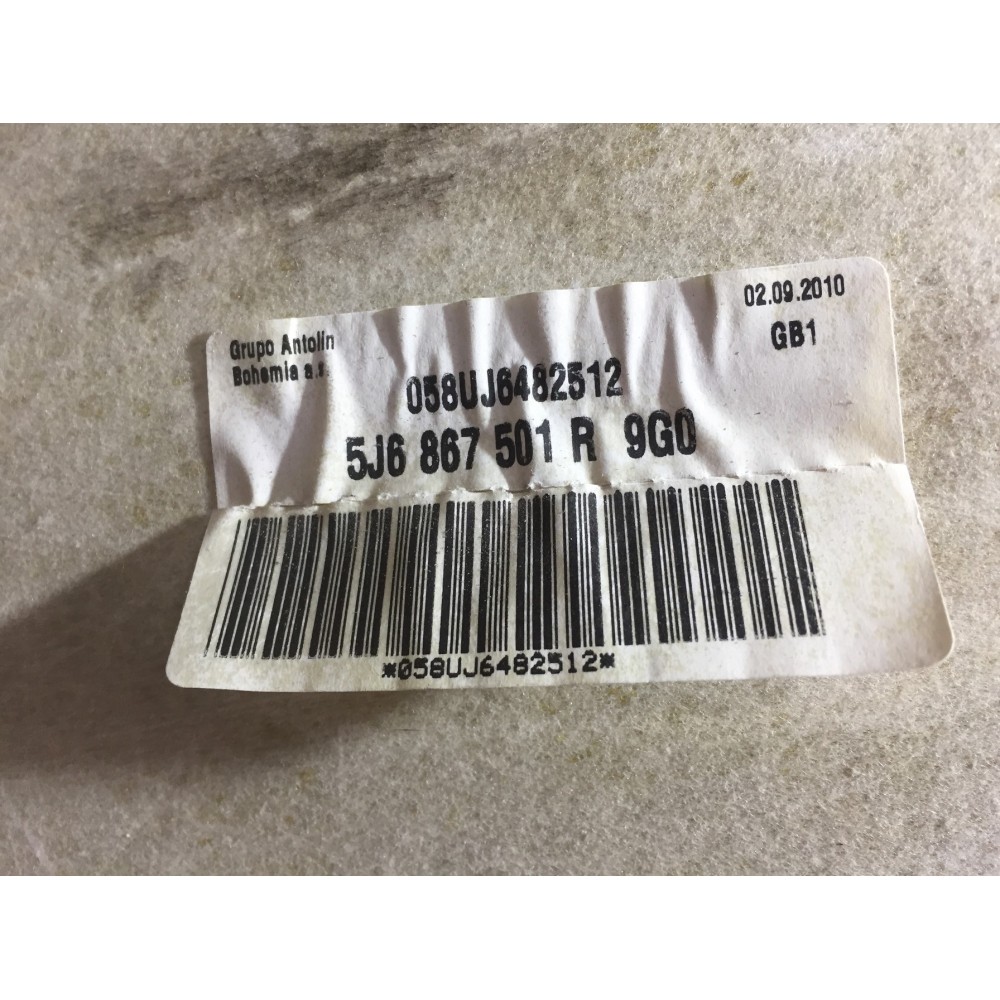 02.09.2010
Grupo Antolin
GB1
Bohemia a.s.
058UJ6482512
5J6 867 501 R 9G0
*058UJ6482512*